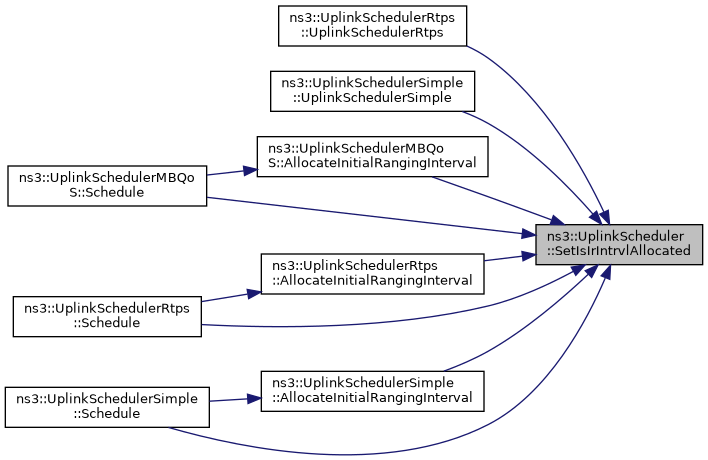 ns3::UplinkSchedulerRtps
::UplinkSchedulerRtps
ns3::UplinkSchedulerSimple
::UplinkSchedulerSimple
ns3::UplinkSchedulerMBQo
S::AllocateInitialRangingInterval
ns3::UplinkSchedulerMBQo
S::Schedule
ns3::UplinkScheduler
::SetIsIrIntrvlAllocated
ns3::UplinkSchedulerRtps
::AllocateInitialRangingInterval
ns3::UplinkSchedulerRtps
::Schedule
ns3::UplinkSchedulerSimple
::AllocateInitialRangingInterval
ns3::UplinkSchedulerSimple
::Schedule